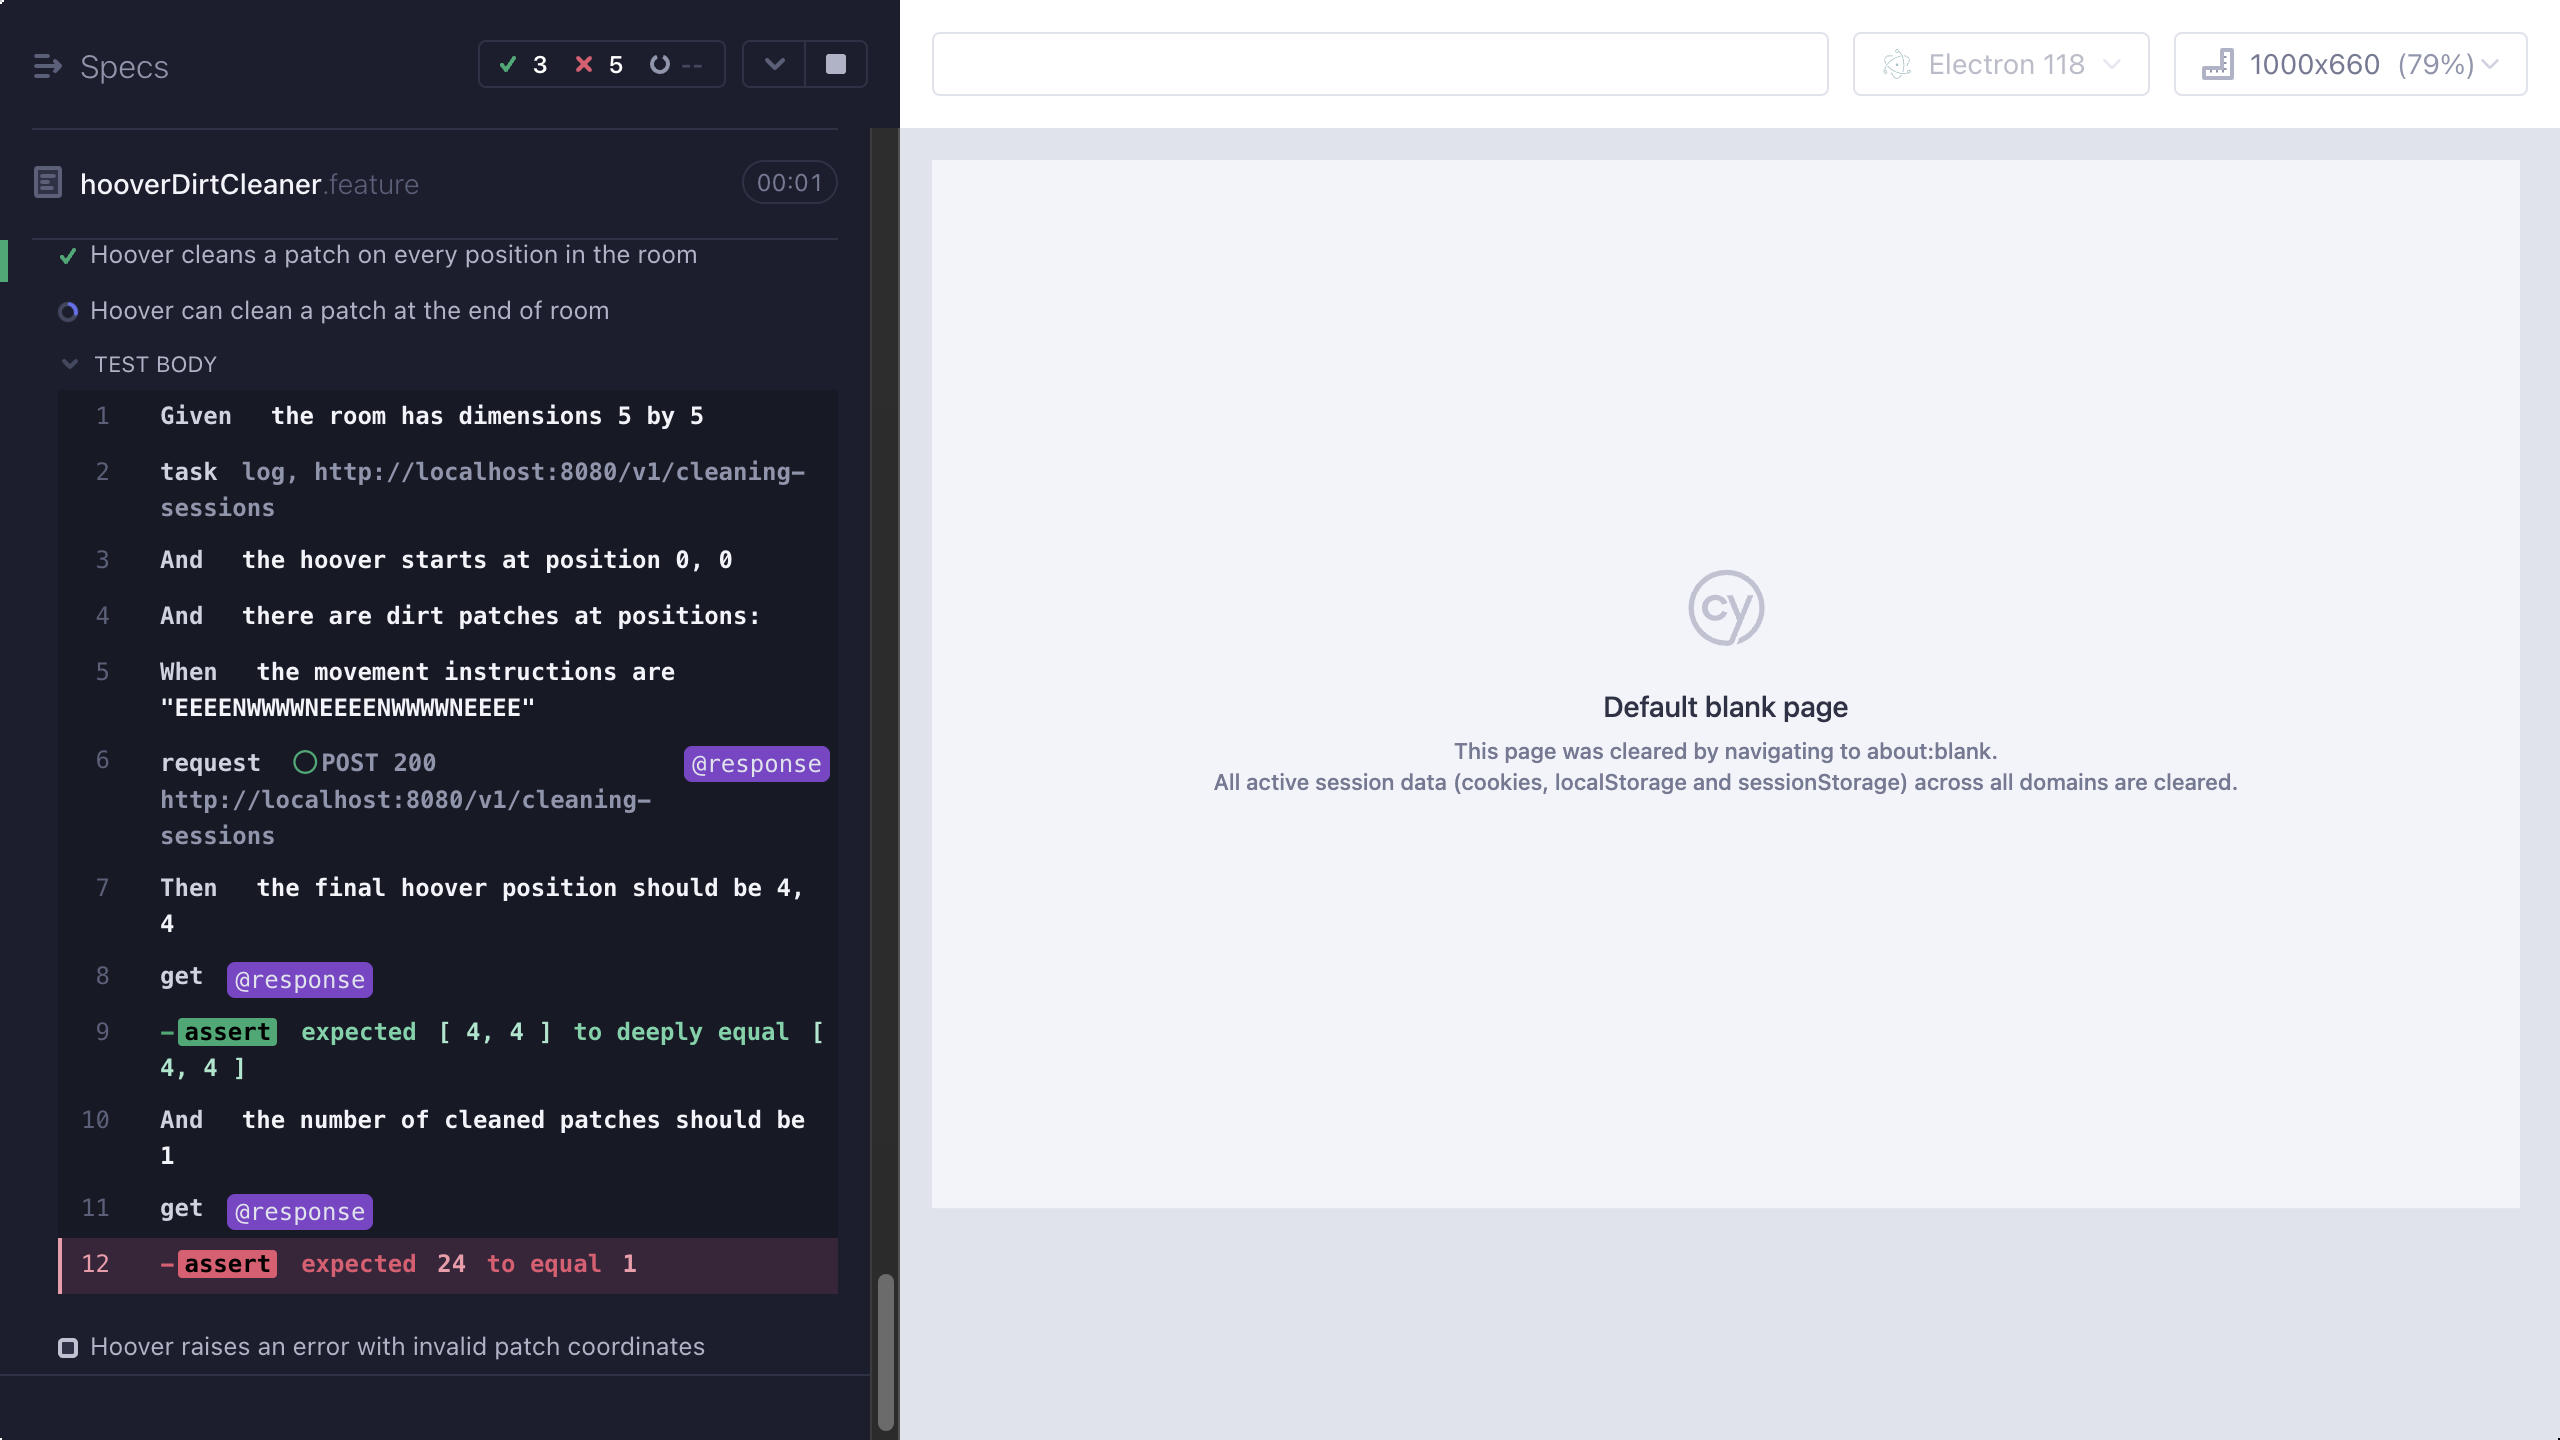 Specs
3 5 --
hooverDirtCleaner.feature
00:01
Hoover cleans a patch on every position in the room
Hoover can clean a patch at the end of room
TEST BODY
1 Given the room has dimensions 5 by 5
2 task log, http://localhost:8080/v1/cleaning-
sessions
3 And the hoover starts at position 0, 0
4 And there are dirt patches at positions:
5 When the movement instructions are
"EEEENWWWWNEEEENWWWWNEEEE"
6 request POST 200 @response
http://localhost:8080/v1/cleaning-
sessions
7 Then the final hoover position should be 4,
4
8 get @response
9 -assert expected [ 4, 4 ] to deeply equal [
4, 4 ]
10 And the number of cleaned patches should be
1
11 get @response
12 -assert expected 24 to equal 1
Hoover raises an error with invalid patch coordinates
Electron 118
1000x660 (79%)
cy
Default blank page
This page was cleared by navigating to about:blank.
All active session data (cookies, localStorage and sessionStorage) across all domains are cleared.